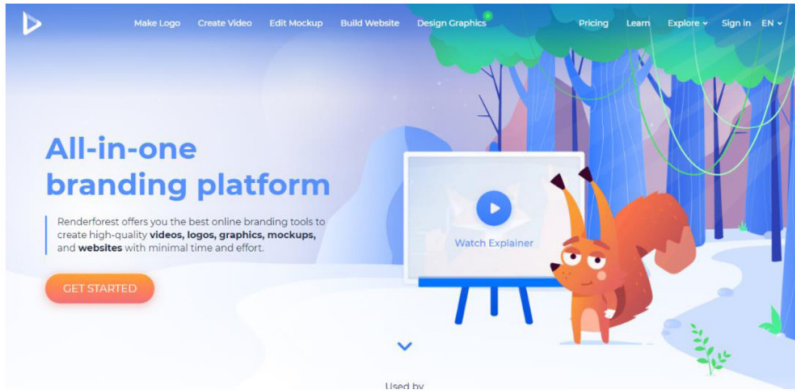 Make Logo Create Video Edit Mockup Build Website Design Graphics Pricing Learn Explore Sign in EN
All-in-one
branding platform
Renderforest offers you the best online branding tools to
create high-quality videos, logos, graphics, mockups,
and websites with minimal time and effort.
Watch Explainer
GET STARTED
Used by